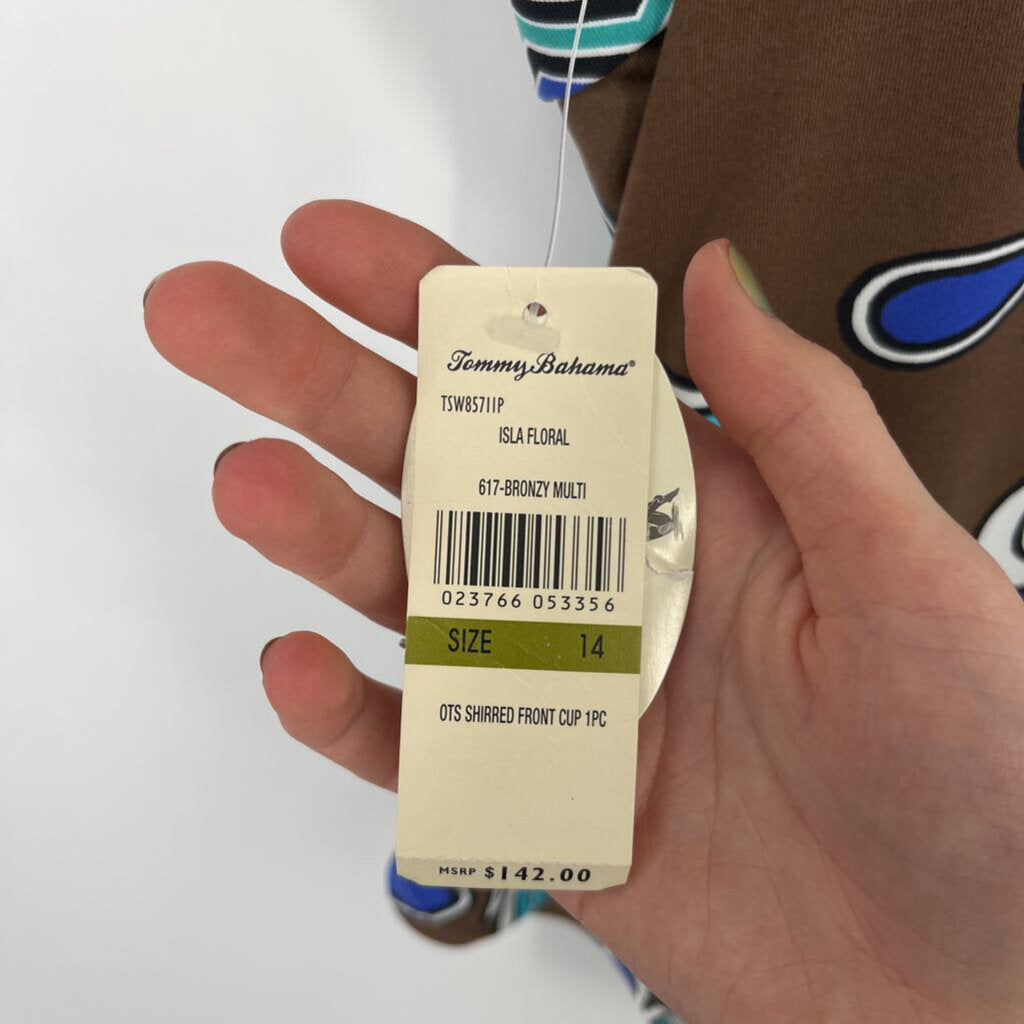 Tommy Bahama®
TSW85711P
ISLA FLORAL
617-BRONZY MULTI
023766 053356
SIZE 14
OTS SHIRRED FRONT CUP 1PC
MSRP $142.00